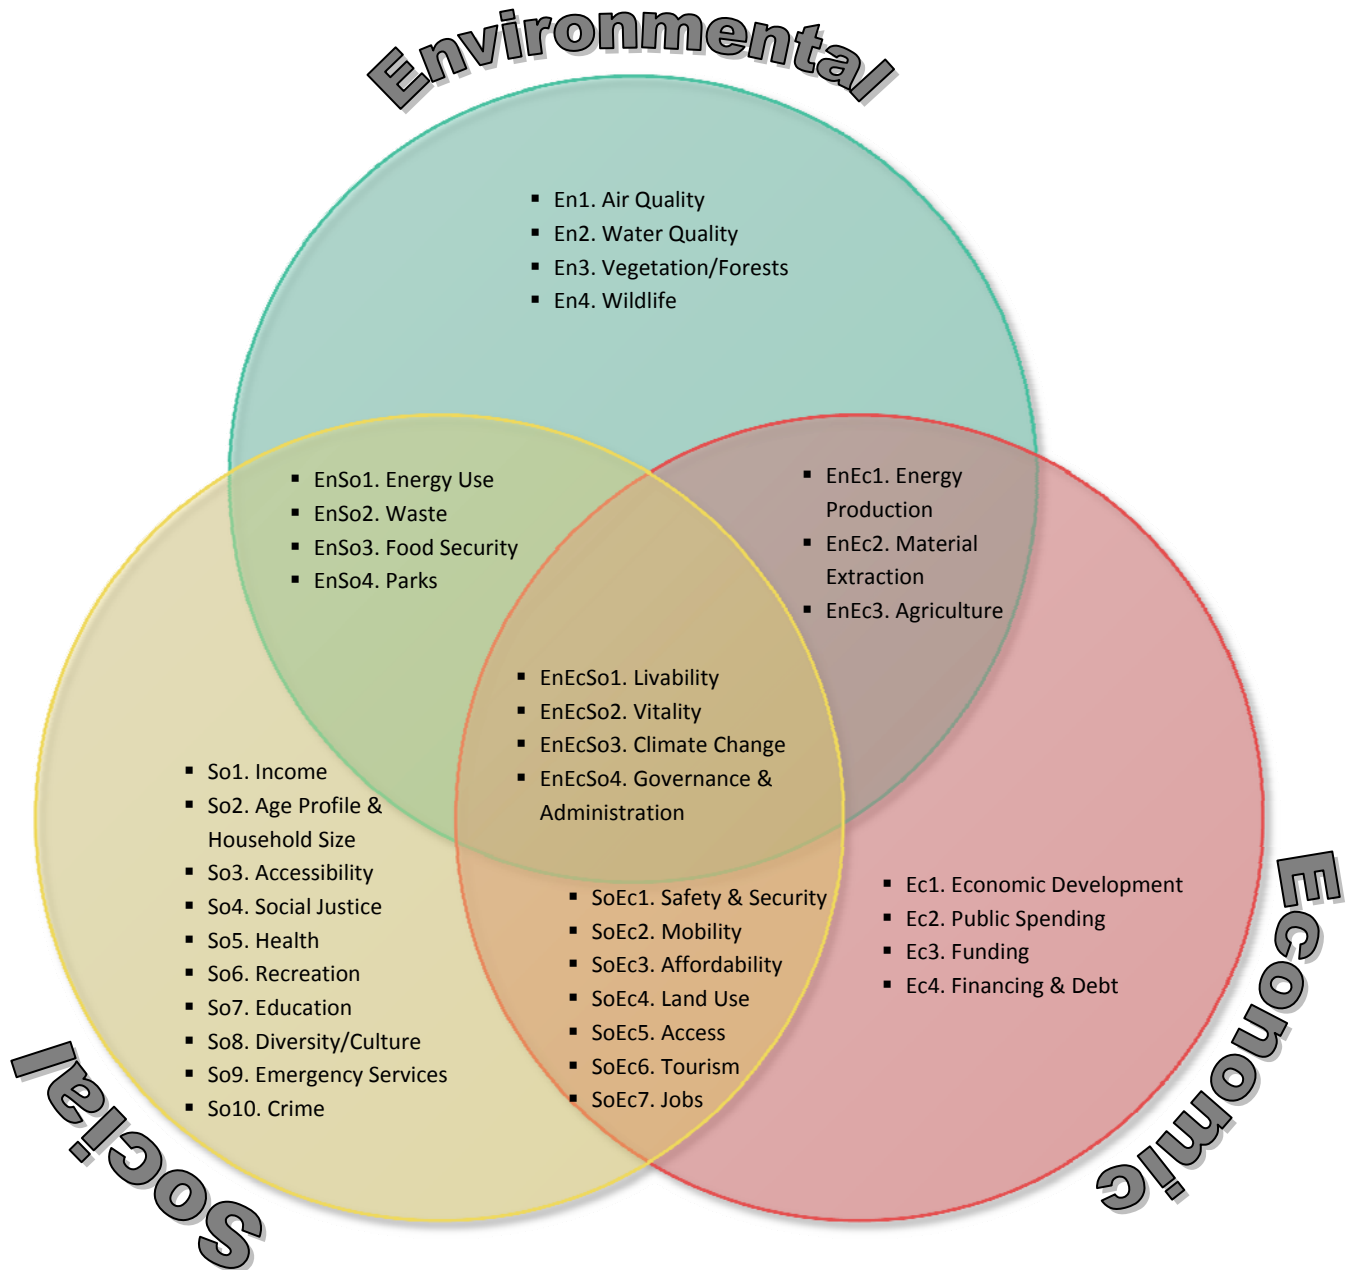 Environmental
▪ En1. Air Quality
▪ En2. Water Quality
▪ En3. Vegetation/Forests
▪ En4. Wildlife
▪ EnSo1. Energy Use
▪ EnSo2. Waste
▪ EnSo3. Food Security
▪ EnSo4. Parks
▪ EnEc1. Energy
Production
▪ EnEc2. Material
Extraction
▪ EnEc3. Agriculture
▪ EnEcSo1. Livability
▪ EnEcSo2. Vitality
▪ EnEcSo3. Climate Change
▪ EnEcSo4. Governance &
Administration
▪ So1. Income
▪ So2. Age Profile &
Household Size
▪ So3. Accessibility
▪ So4. Social Justice
▪ So5. Health
▪ So6. Recreation
▪ So7. Education
▪ So8. Diversity/Culture
▪ So9. Emergency Services
▪ So10. Crime
▪ SoEc1. Safety & Security
▪ SoEc2. Mobility
▪ SoEc3. Affordability
▪ SoEc4. Land Use
▪ SoEc5. Access
▪ SoEc6. Tourism
▪ SoEc7. Jobs
▪ Ec1. Economic Development
▪ Ec2. Public Spending
▪ Ec3. Funding
▪ Ec4. Financing & Debt
Social
Economic